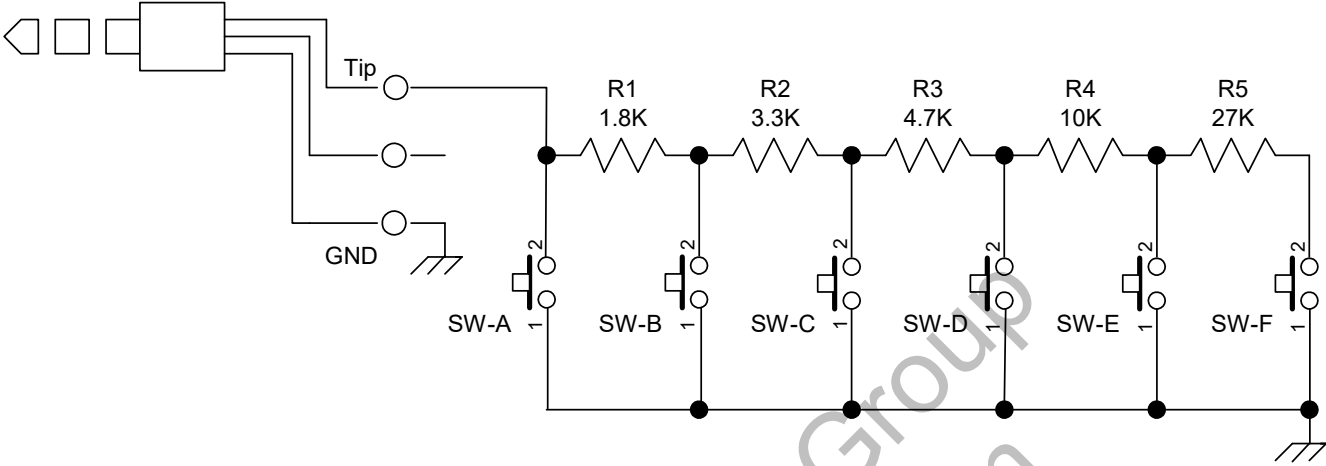 Tip
R1 R2 R3 R4 R5
1.8K 3.3K 4.7K 10K 27K
2 2 2 2 2 2
GND
SW-A SW-B SW-C SW-D SW-E SW-F
1 1 1 1 1 1
Group